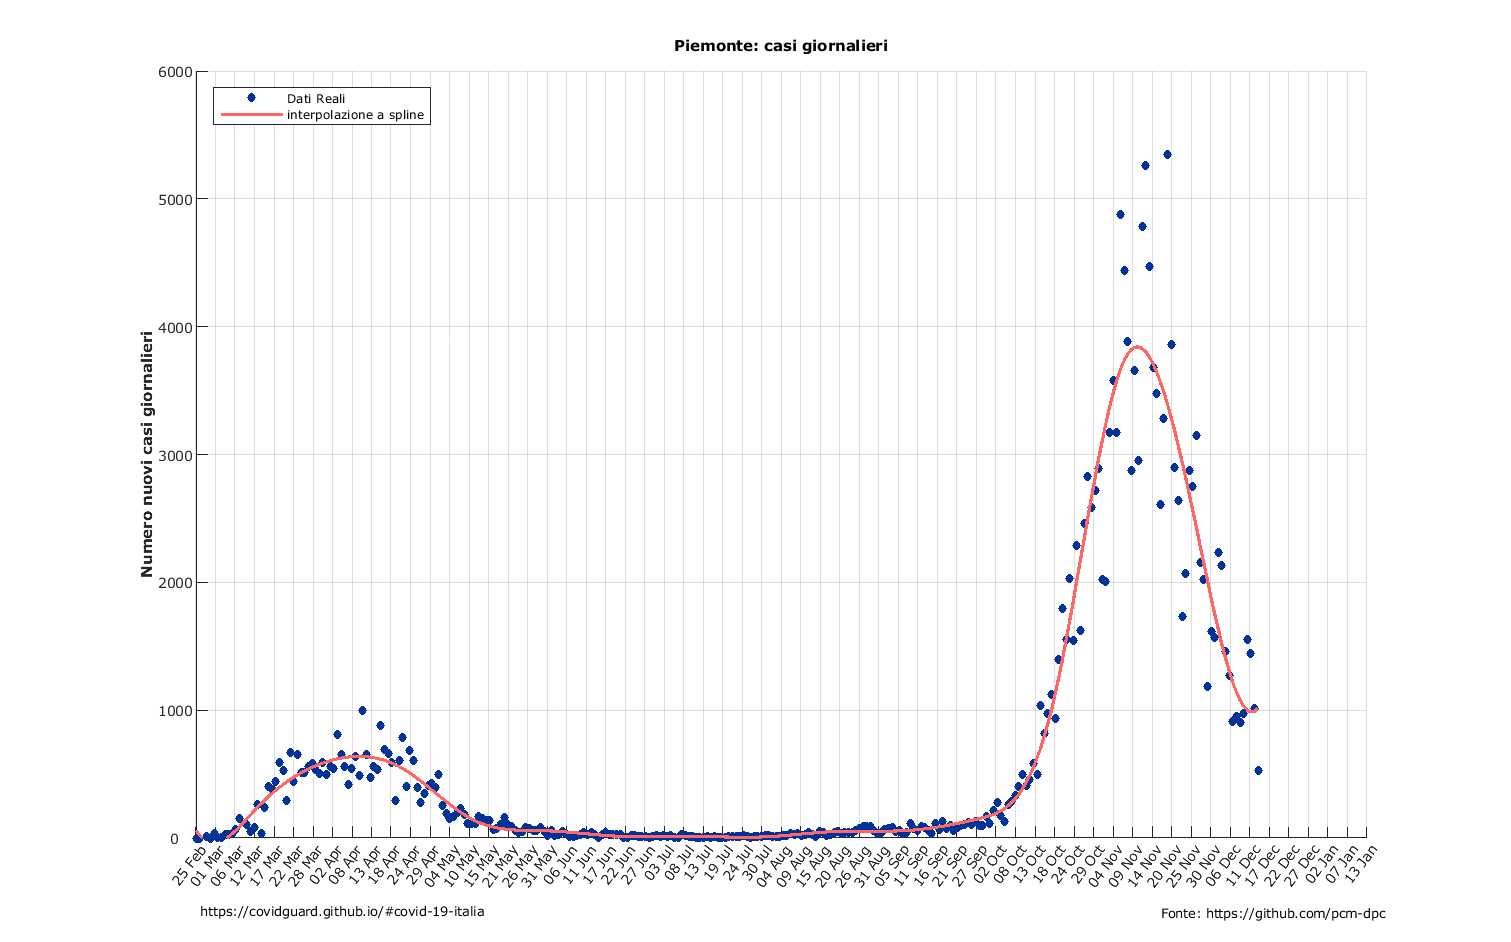 Piemonte: casi giornalieri
6000
5000
4000
3000
2000
1000
0
Numero nuovi casi giornalieri
Dati Reali
interpolazione a spline
25 Feb
01 Mar
06 Mar
12 Mar
17 Mar
22 Mar
28 Mar
02 Apr
08 Apr
13 Apr
18 Apr
24 Apr
29 Apr
04 May
10 May
15 May
21 May
26 May
31 May
06 Jun
11 Jun
17 Jun
22 Jun
27 Jun
03 Jul
08 Jul
13 Jul
19 Jul
24 Jul
30 Jul
04 Aug
09 Aug
15 Aug
20 Aug
26 Aug
31 Aug
05 Sep
11 Sep
16 Sep
21 Sep
27 Sep
02 Oct
08 Oct
13 Oct
18 Oct
24 Oct
29 Oct
04 Nov
09 Nov
14 Nov
20 Nov
25 Nov
30 Nov
06 Dec
11 Dec
17 Dec
22 Dec
27 Dec
02 Jan
07 Jan
13 Jan
https://covidguard.github.io/#covid-19-italia
Fonte: https://github.com/pcm-dpc